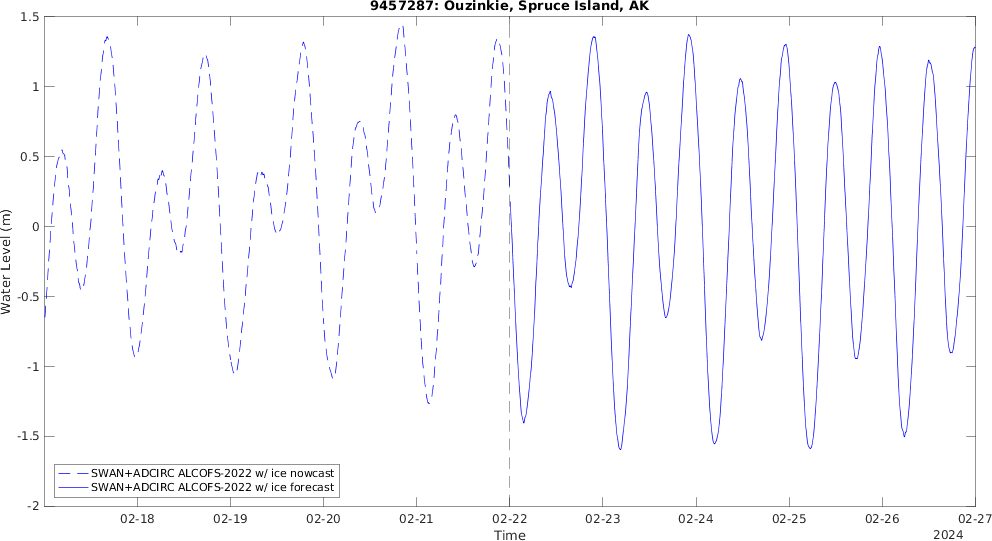 9457287: Ouzinkie, Spruce Island, AK
1.5
1
0.5
0
-0.5
-1
-1.5
-2
Water Level (m)
SWAN+ADCIRC ALCOFS-2022 w/ ice nowcast
SWAN+ADCIRC ALCOFS-2022 w/ ice forecast
02-18 02-19 02-20 02-21 02-22 02-23 02-24 02-25 02-26 02-27
Time
2024